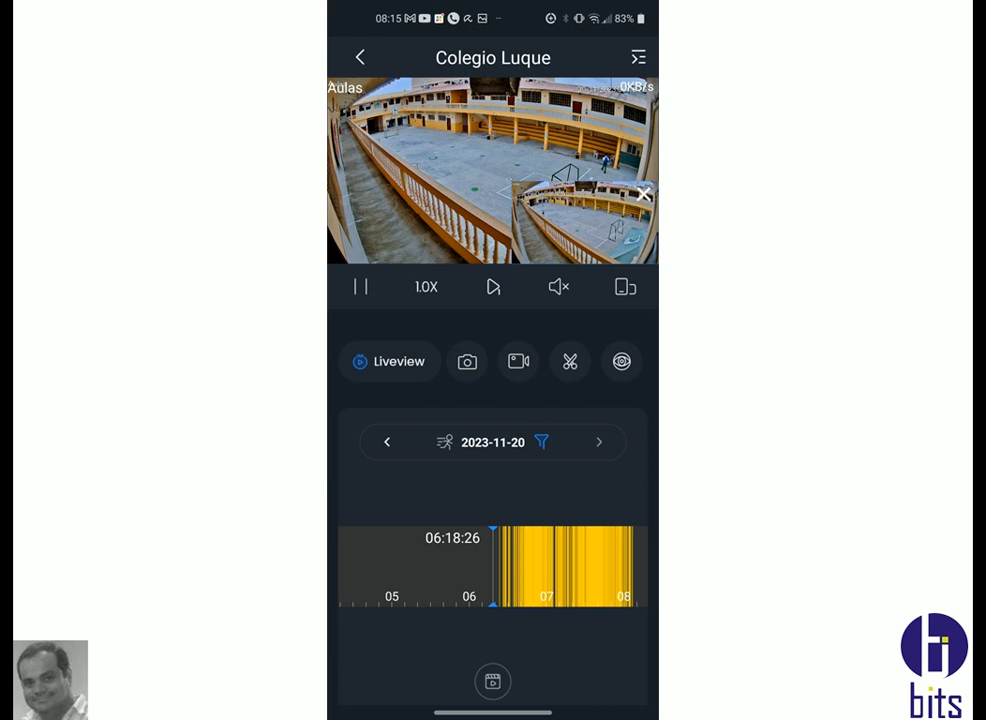 08:15
83%
Colegio Luque
Aulas
0KB/s
1.0X
Liveview
2023-11-20
06:18:26
05 06 07 08
bits